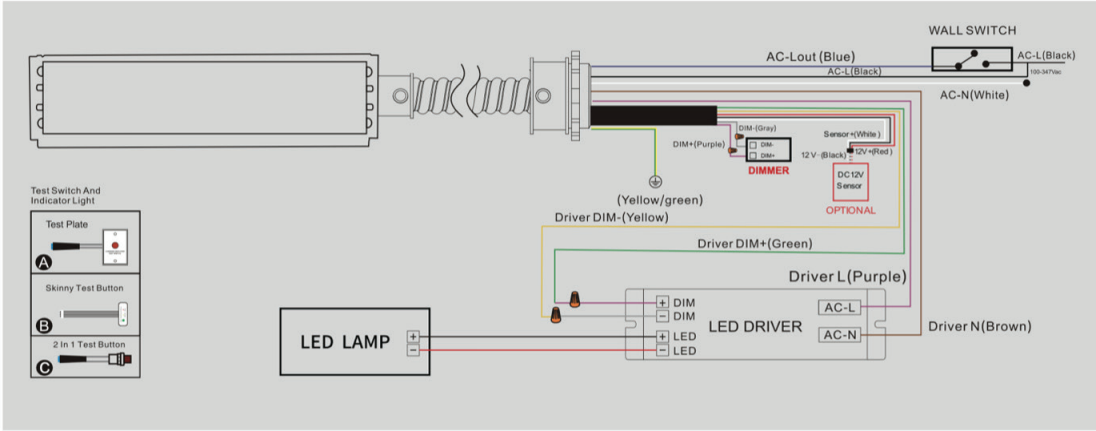 WALL SWITCH
AC-Lout (Blue)
AC-L(Black)
AC-L(Black)
100-347Vac
AC-N(White)
DIM-(Gray)
DIM+(Purple)
DIM-
DIM+
DIMMER
Sensor+(White)
12V-(Black)
12V+(Red)
DC12V
Sensor
OPTIONAL
(Yellow/green)
Driver DIM-(Yellow)
Driver DIM+(Green)
Driver L(Purple)
Test Switch And
Indicator Light
Test Plate
A
Skinny Test Button
B
2 In 1 Test Button
C
LED LAMP
+
-
+ DIM
- DIM
+ LED
- LED
LED DRIVER
AC-L
AC-N
Driver N(Brown)